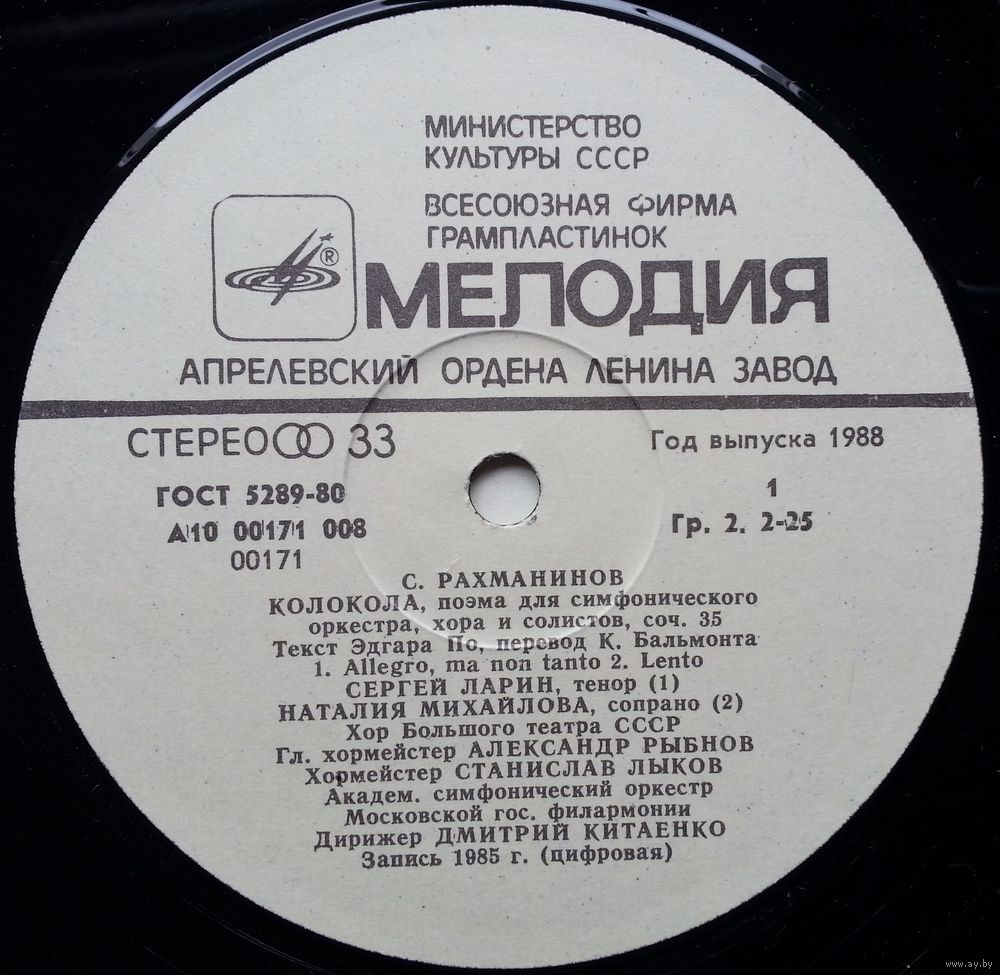 МИНИСТЕРСТВО
КУЛЬТУРЫ СССР
ВСЕСОЮЗНАЯ ФИРМА
ГРАМПЛАСТИНОК
®
МЕЛОДИЯ
АПРЕЛЕВСКИЙ ОРДЕНА ЛЕНИНА ЗАВОД
СТЕРЕО 33
Год выпуска 1988
ГОСТ 5289-80
1
А10 00171 008
Гр. 2. 2-25
00171
С. РАХМАНИНОВ
КОЛОКОЛА, поэма для симфонического
оркестра, хора и солистов, соч. 35
Текст Эдгара По, перевод К. Бальмонта
1. Allegro, ma non tanto 2. Lento
СЕРГЕЙ ЛАРИН, тенор (1)
НАТАЛИЯ МИХАЙЛОВА, сопрано (2)
Хор Большого театра СССР
Гл. хормейстер АЛЕКСАНДР РЫБНОВ
Хормейстер СТАНИСЛАВ ЛЫКОВ
Академ. симфонический оркестр
Московской гос. филармонии
Дирижер ДМИТРИЙ КИТАЕНКО
Запись 1985 г. (цифровая)
www.ay.by